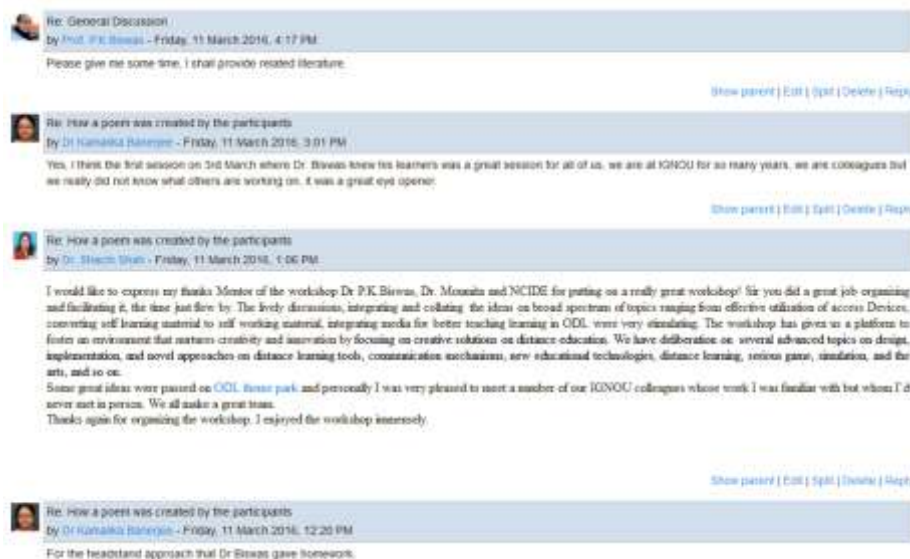 Re: General Discussion
by Prof. P.K Biswas - Friday, 11 March 2016, 4:17 PM
Please give me some time, I shall provide related literature.
Show parent | Edit | Split | Delete | Repl
Re: How a poem was created by the participants
by Dr Kamalika Banerjee - Friday, 11 March 2016, 3:01 PM
Yes, I think the first session on 3rd March where Dr. Biswas knew his learners was a great session for all of us, we are all IGNOU for so many years, we are colleagues but
we really did not know what others are working on, it was a great eye opener.
Show parent | Edit | Split | Delete | Repl
Re: How a poem was created by the participants
by Dr. Shachi Shah - Friday, 11 March 2016, 1:06 PM
I would like to express my thanks Mentor of the workshop Dr P.K Biswas, Dr. Moumita and NCIDE for putting on a really great workshop! Sir you did a great job organizing
and facilitating it, the time just flew by. The lively discussions, integrating and collating the ideas on broad spectrum of topics ranging from effective utilisation of access Devices,
converting self learning material to self working material, integrating media for better teaching learning in ODL were very stimulating. The workshop has given us a platform to
foster an environment that nurtures creativity and innovation by focusing on creative solutions on distance education. We have deliberation on several advanced topics on design,
implementation, and novel approaches on distance learning tools, communication mechanisms, new educational technologies, distance learning, serious game, simulation, and the
arts, and so on.
Some great ideas were passed on ODL theme park and personally I was very pleased to meet a number of our IGNOU colleagues whose work I was familiar with but whom I'd
never met in person. We all make a great team.
Thanks again for organizing the workshop. I enjoyed the workshop immensely.
Show parent | Edit | Split | Delete | Repl
Re: How a poem was created by the participants
by Dr Kamalika Banerjee - Friday, 11 March 2016, 12:20 PM
For the headstand approach that Dr Biswas gave homework.